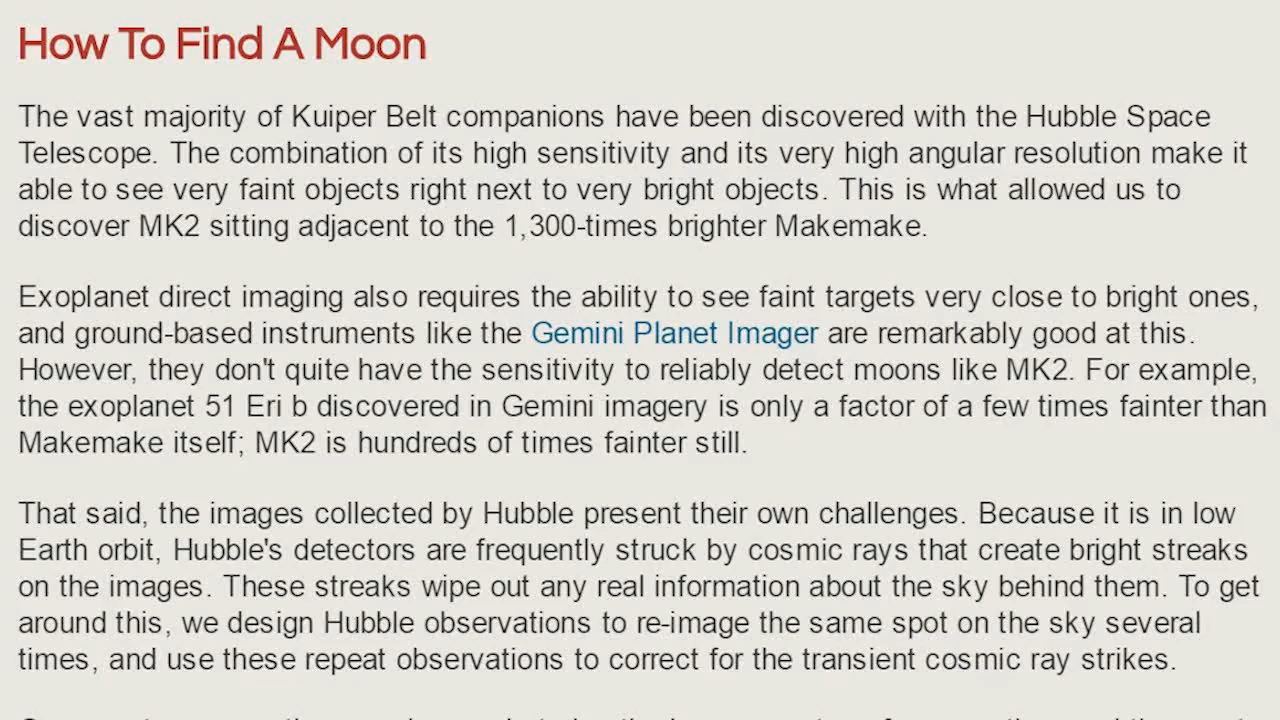 How To Find A Moon
The vast majority of Kuiper Belt companions have been discovered with the Hubble Space
Telescope. The combination of its high sensitivity and its very high angular resolution make it
able to see very faint objects right next to very bright objects. This is what allowed us to
discover MK2 sitting adjacent to the 1,300-times brighter Makemake.
Exoplanet direct imaging also requires the ability to see faint targets very close to bright ones,
and ground-based instruments like the Gemini Planet Imager are remarkably good at this.
However, they don't quite have the sensitivity to reliably detect moons like MK2. For example,
the exoplanet 51 Eri b discovered in Gemini imagery is only a factor of a few times fainter than
Makemake itself; MK2 is hundreds of times fainter still.
That said, the images collected by Hubble present their own challenges. Because it is in low
Earth orbit, Hubble's detectors are frequently struck by cosmic rays that create bright streaks
on the images. These streaks wipe out any real information about the sky behind them. To get
around this, we design Hubble observations to re-image the same spot on the sky several
times, and use these repeat observations to correct for the transient cosmic ray strikes.